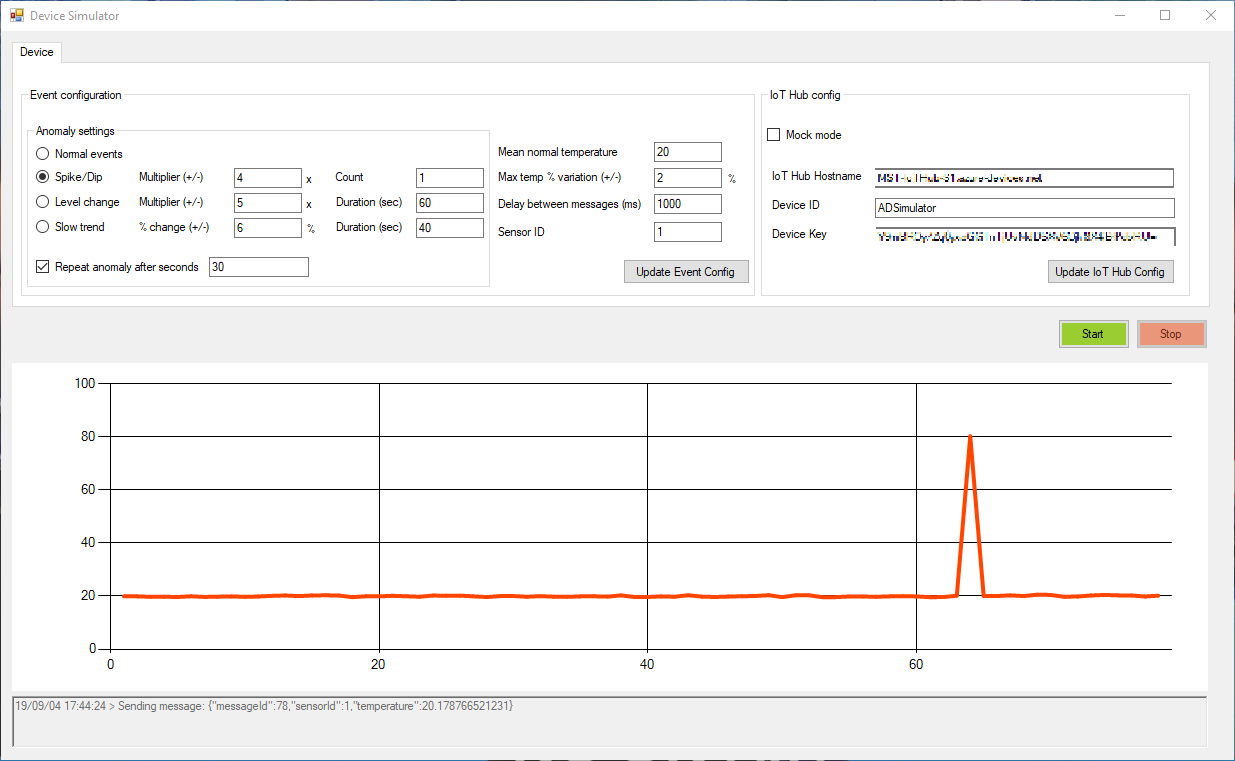 Device Simulator
Device
Event configuration
Anomaly settings
Normal events
Spike/Dip Multiplier (+/-) 4 x Count 1
Level change Multiplier (+/-) 5 x Duration (sec) 60
Slow trend % change (+/-) 6 % Duration (sec) 40
Repeat anomaly after seconds 30
Mean normal temperature 20
Max temp % variation (+/-) 2 %
Delay between messages (ms) 1000
Sensor ID 1
Update Event Config
IoT Hub config
Mock mode
IoT Hub Hostname
Device ID ADSimulator
Device Key
Update IoT Hub Config
Start Stop
100
80
60
40
20
0
0 20 40 60
19/09/04 17:44:24 > Sending message: {"messageId":78,"sensorId":1,"temperature":20.178766521231}